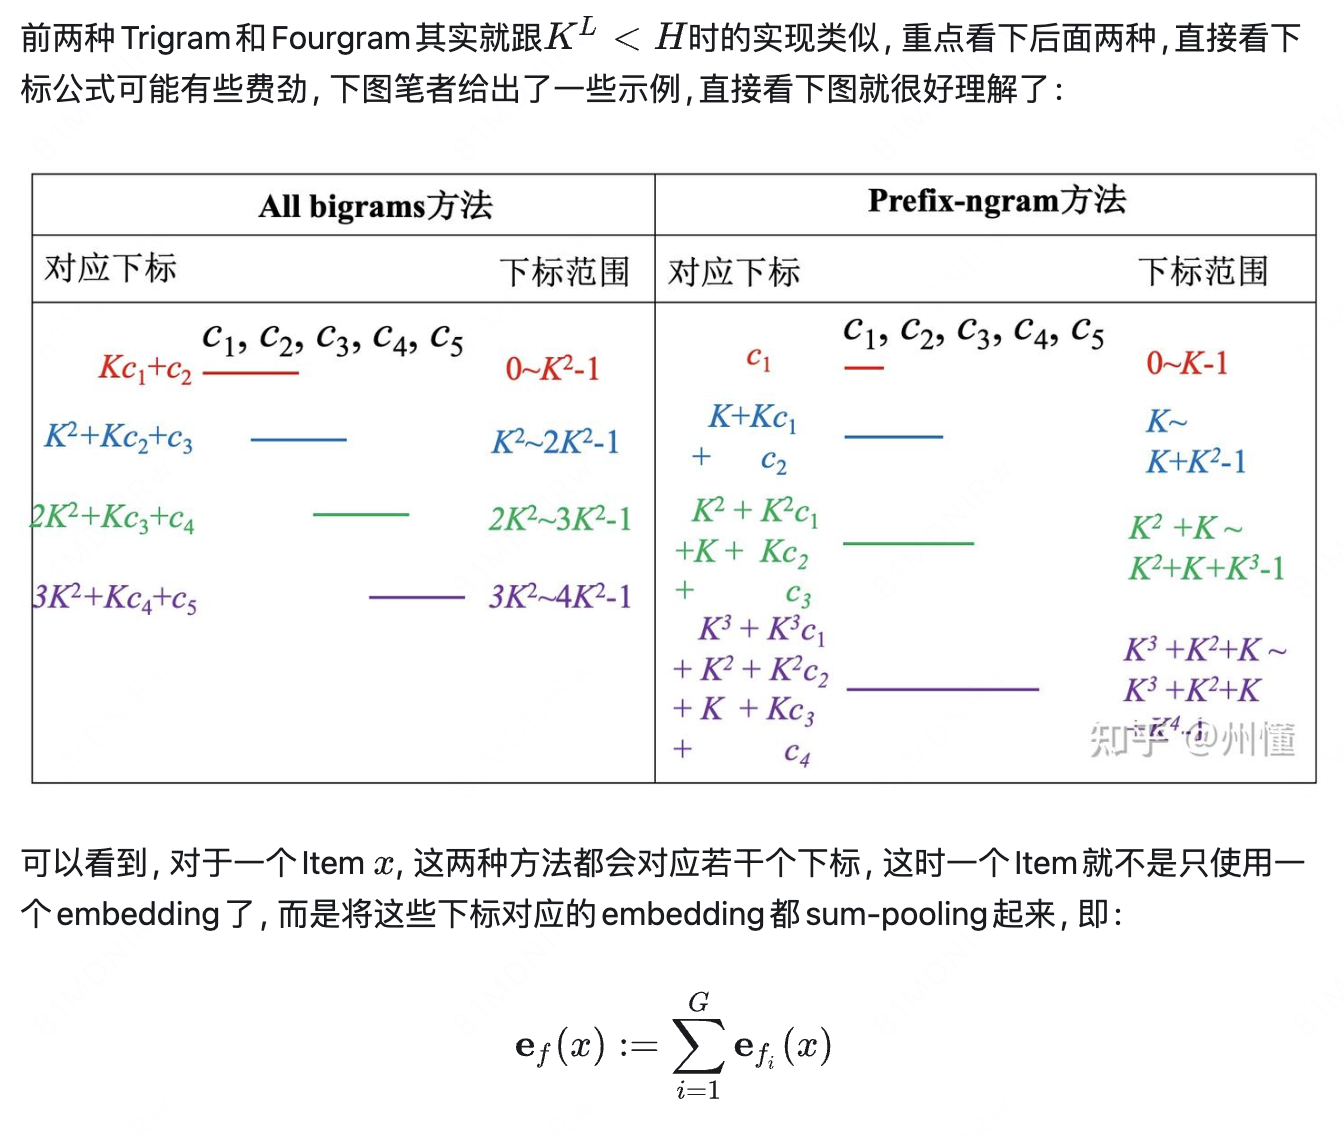 前两种Trigram和Fourgram其实就跟K^L < H时的实现类似，重点看下后面两种，直接看下
标公式可能有些费劲，下图笔者给出了一些示例，直接看下图就很好理解了：
All bigrams方法
对应下标 下标范围
c₁, c₂, c₃, c₄, c₅
Kc₁+c₂ 0~K²-1
K²+Kc₂+c₃ K²~2K²-1
2K²+Kc₃+c₄ 2K²~3K²-1
3K²+Kc₄+c₅ 3K²~4K²-1
Prefix-ngram方法
对应下标 下标范围
c₁, c₂, c₃, c₄, c₅
c₁ 0~K-1
K+Kc₁ K~
+ c₂ K+K²-1
K² + K²c₁ K² +K ~
+K + Kc₂ K²+K+K³-1
+ c₃
K³ + K³c₁ K³ +K²+K ~
+ K² + K²c₂ K³ +K²+K
+ K + Kc₃ +K⁴-1
+ c₄
知乎 @州懂
可以看到，对于一个Item x，这两种方法都会对应若干个下标，这时一个Item就不是只使用一
个embedding了，而是将这些下标对应的embedding都sum-pooling起来，即：
e_f(x) := ∑_{i=1}^{G} e_{f_i}(x)